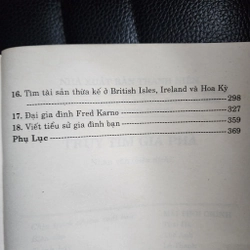 16. Tìm tài sản thừa kế ở British Isles, Ireland và Hoa Kỳ
298
17. Đại gia đình Fred Karno 327
18. Viết tiểu sử gia đình bạn 359
Phụ Lục 369